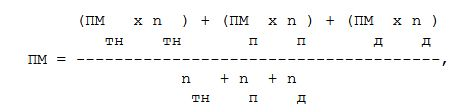 (ПМ   x n  ) + (ПМ  x n ) + (ПМ  x n )
тн    тн       п    п       д    д
ПМ = ---------------------------------------,
n   + n  + n
тн    п    д